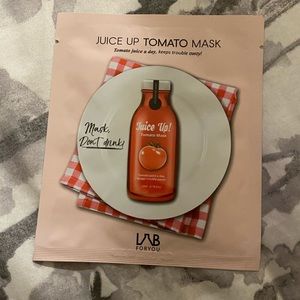 JUICE UP TOMATO MASK
Tomato juice a day, keeps trouble away!
Mask,
Don't drink!
Juice Up!
Tomato Mask
LAB
FORYOU